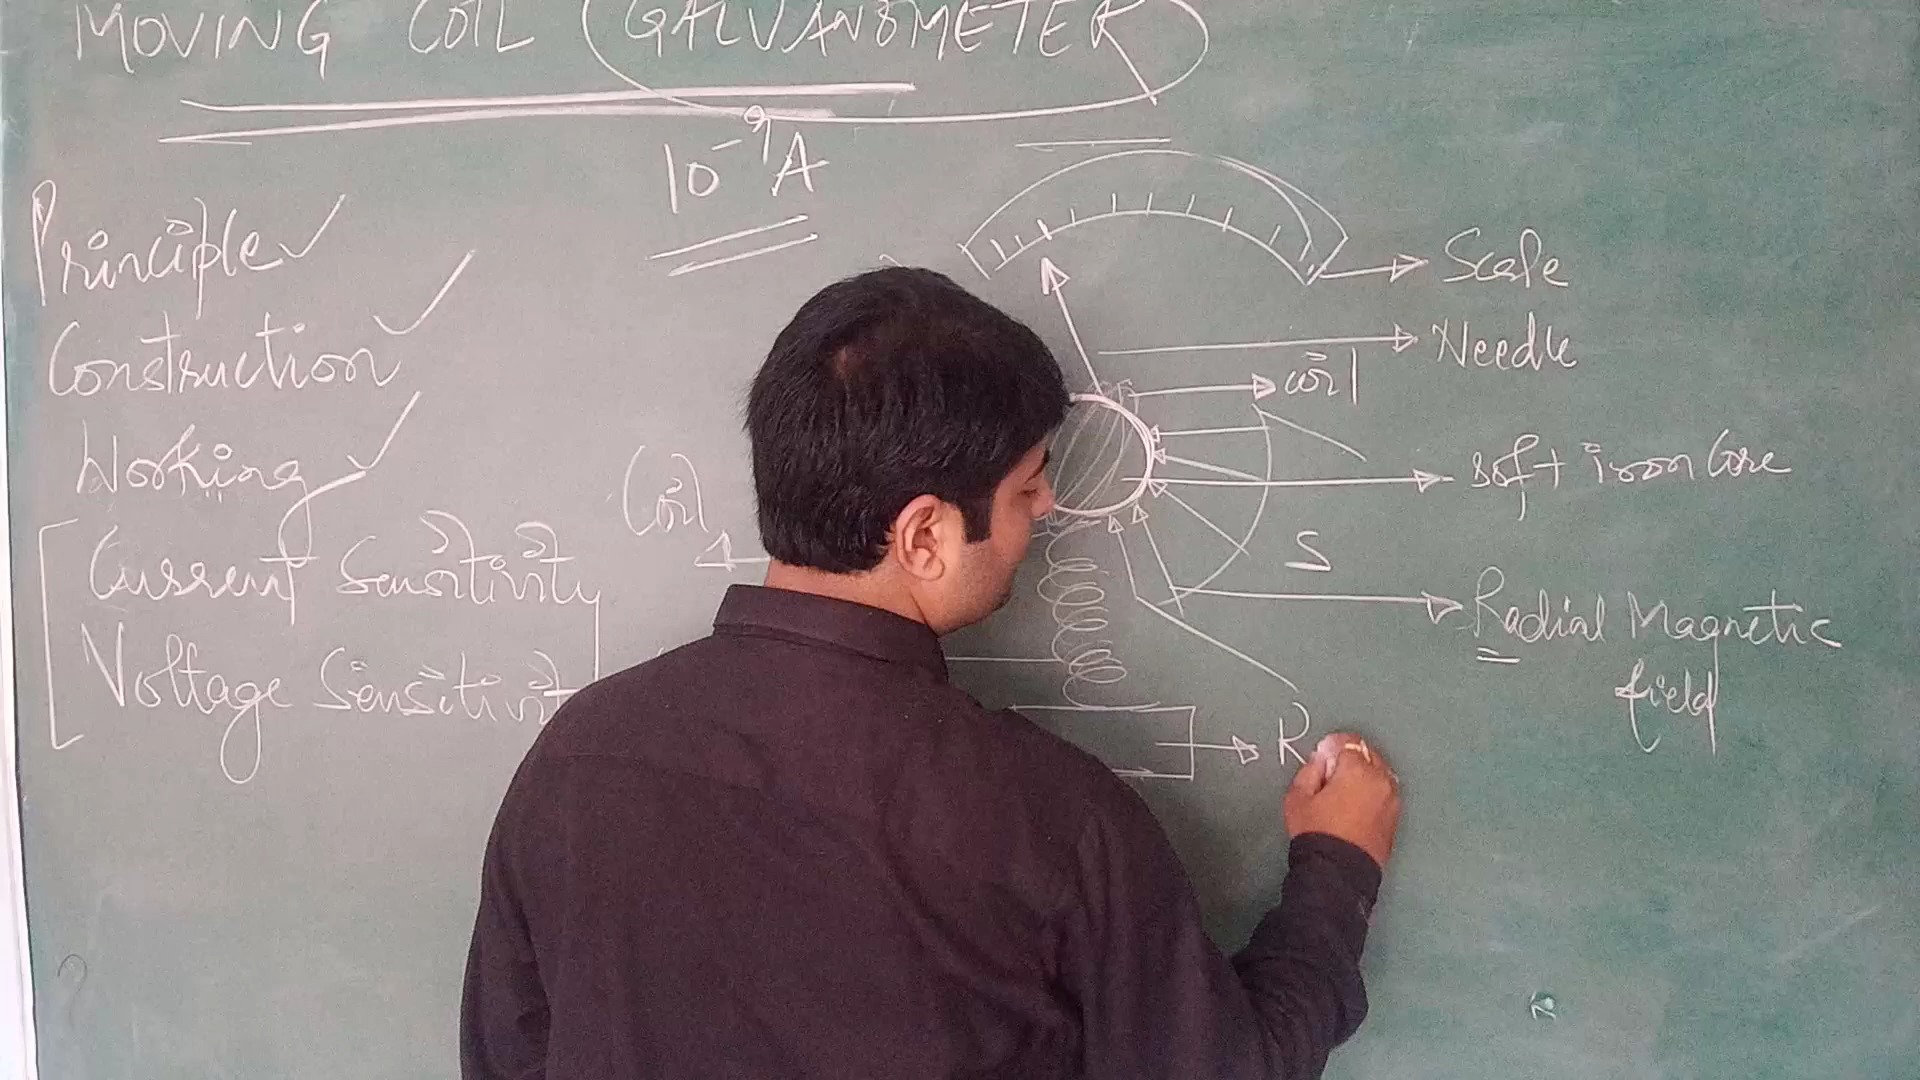 MOVING COIL GALVANOMETER
10⁻⁹A
Principle
Construction
Working
Current Sensitivity
Voltage Sensitivit
Coil
Scale
Needle
coil
soft iron Core
S
Radial Magnetic
field
R
N